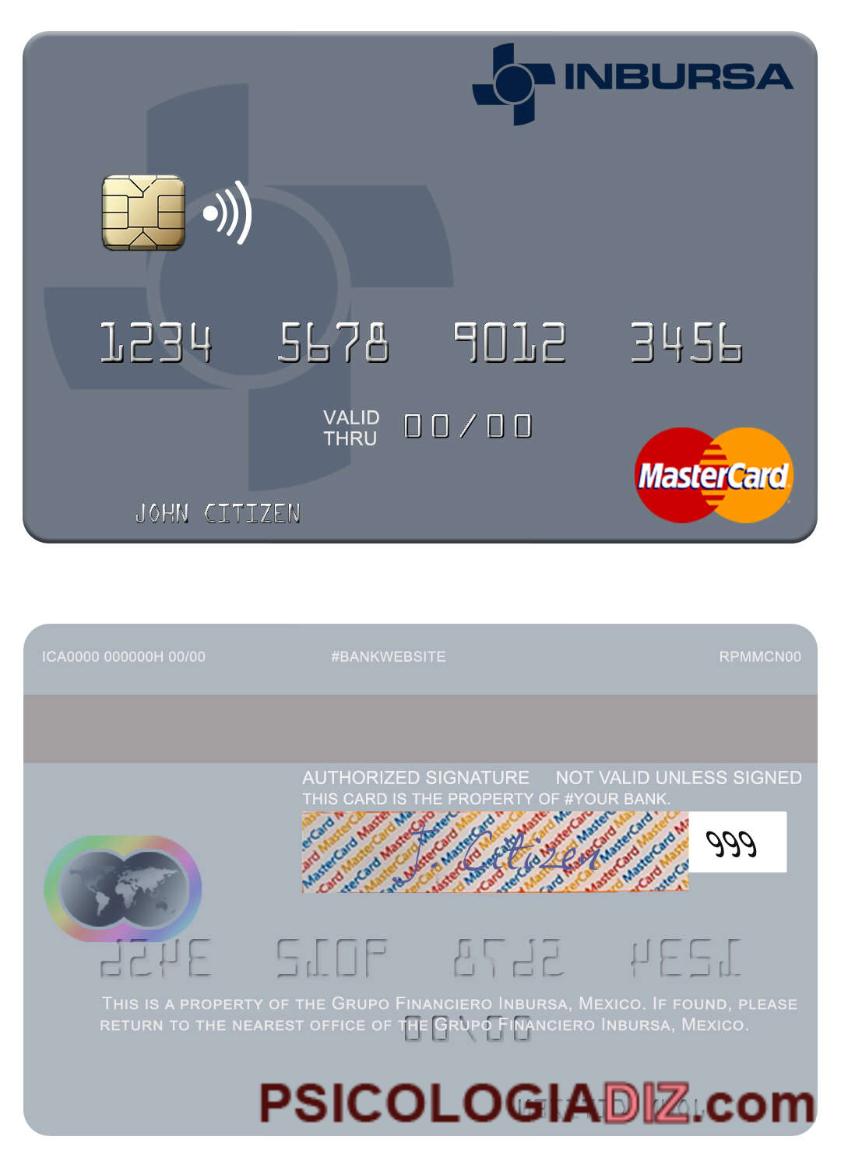 INBURSA
1234 5678 9012 3456
VALID
THRU 00/00
MasterCard
JOHN CITIZEN
ICA0000 000000H 00/00 #BANKWEBSITE RPMMCN00
AUTHORIZED SIGNATURE NOT VALID UNLESS SIGNED
THIS CARD IS THE PROPERTY OF #YOUR BANK.
J. Citizen 999
THIS IS A PROPERTY OF THE GRUPO FINANCIERO INBURSA, MEXICO. IF FOUND, PLEASE
RETURN TO THE NEAREST OFFICE OF THE GRUPO FINANCIERO INBURSA, MEXICO.
PSICOLOGIADIZ.com